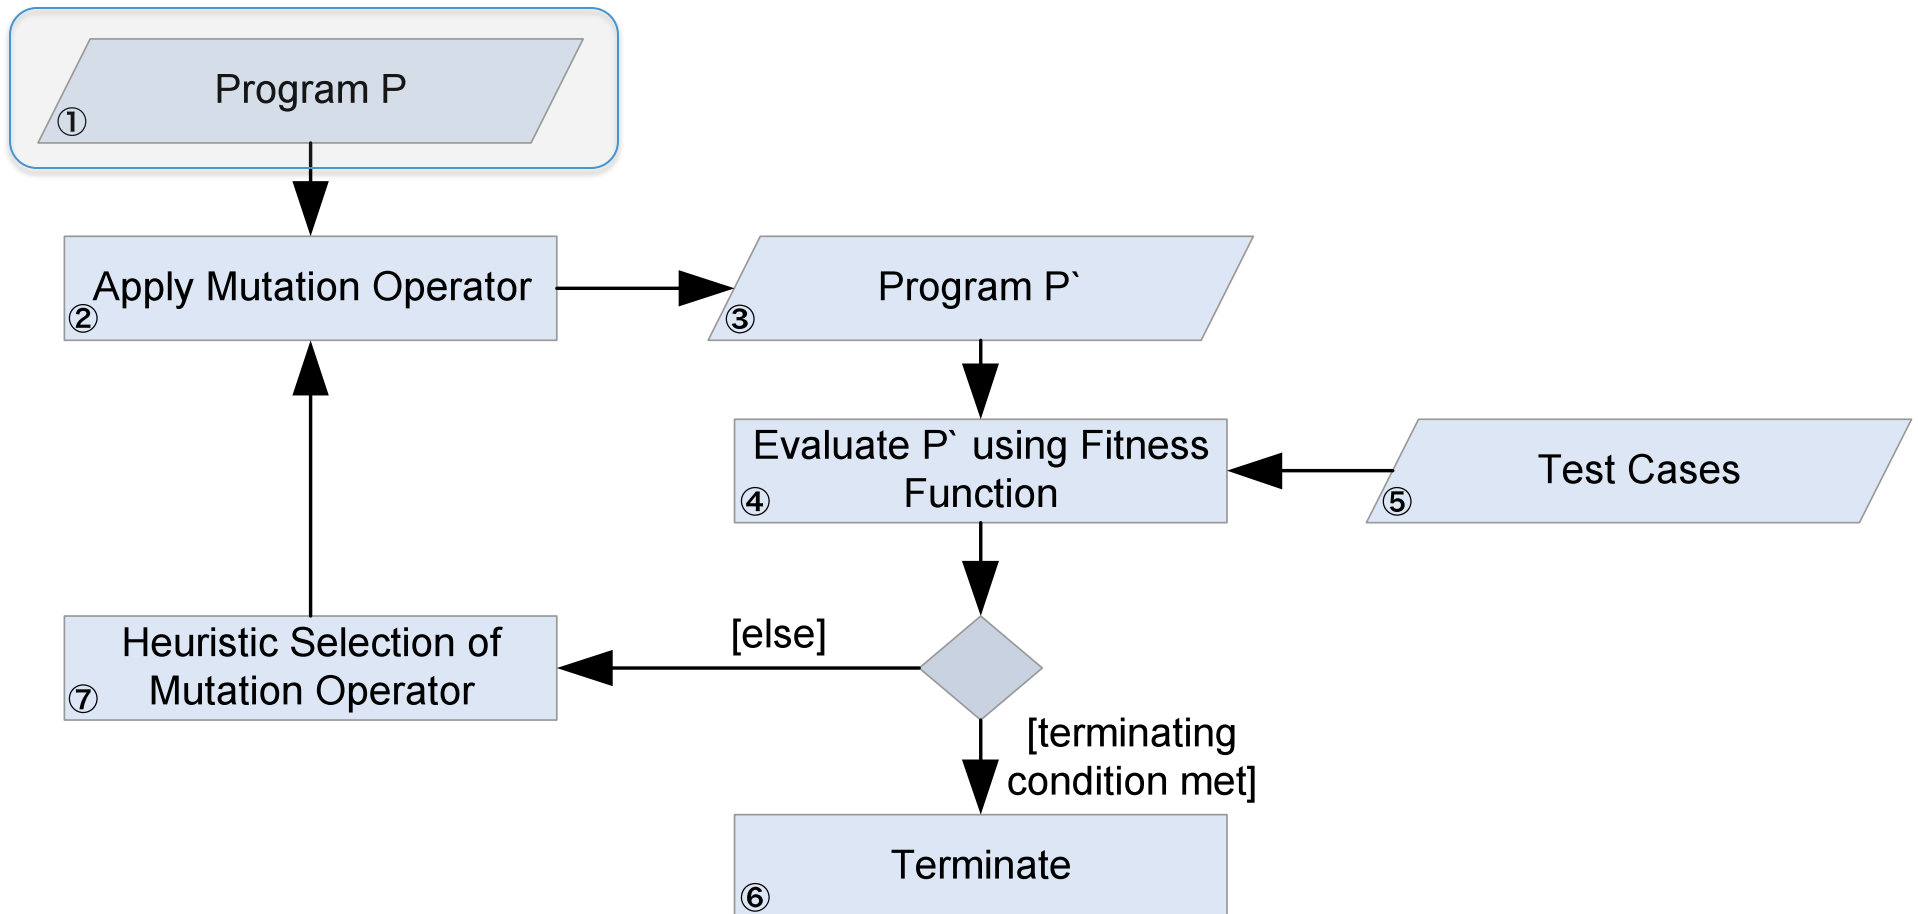 Program P
①
Apply Mutation Operator
②
Program P`
③
Evaluate P` using Fitness
Function
④
Test Cases
⑤
[else]
Heuristic Selection of
Mutation Operator
⑦
[terminating
condition met]
Terminate
⑥